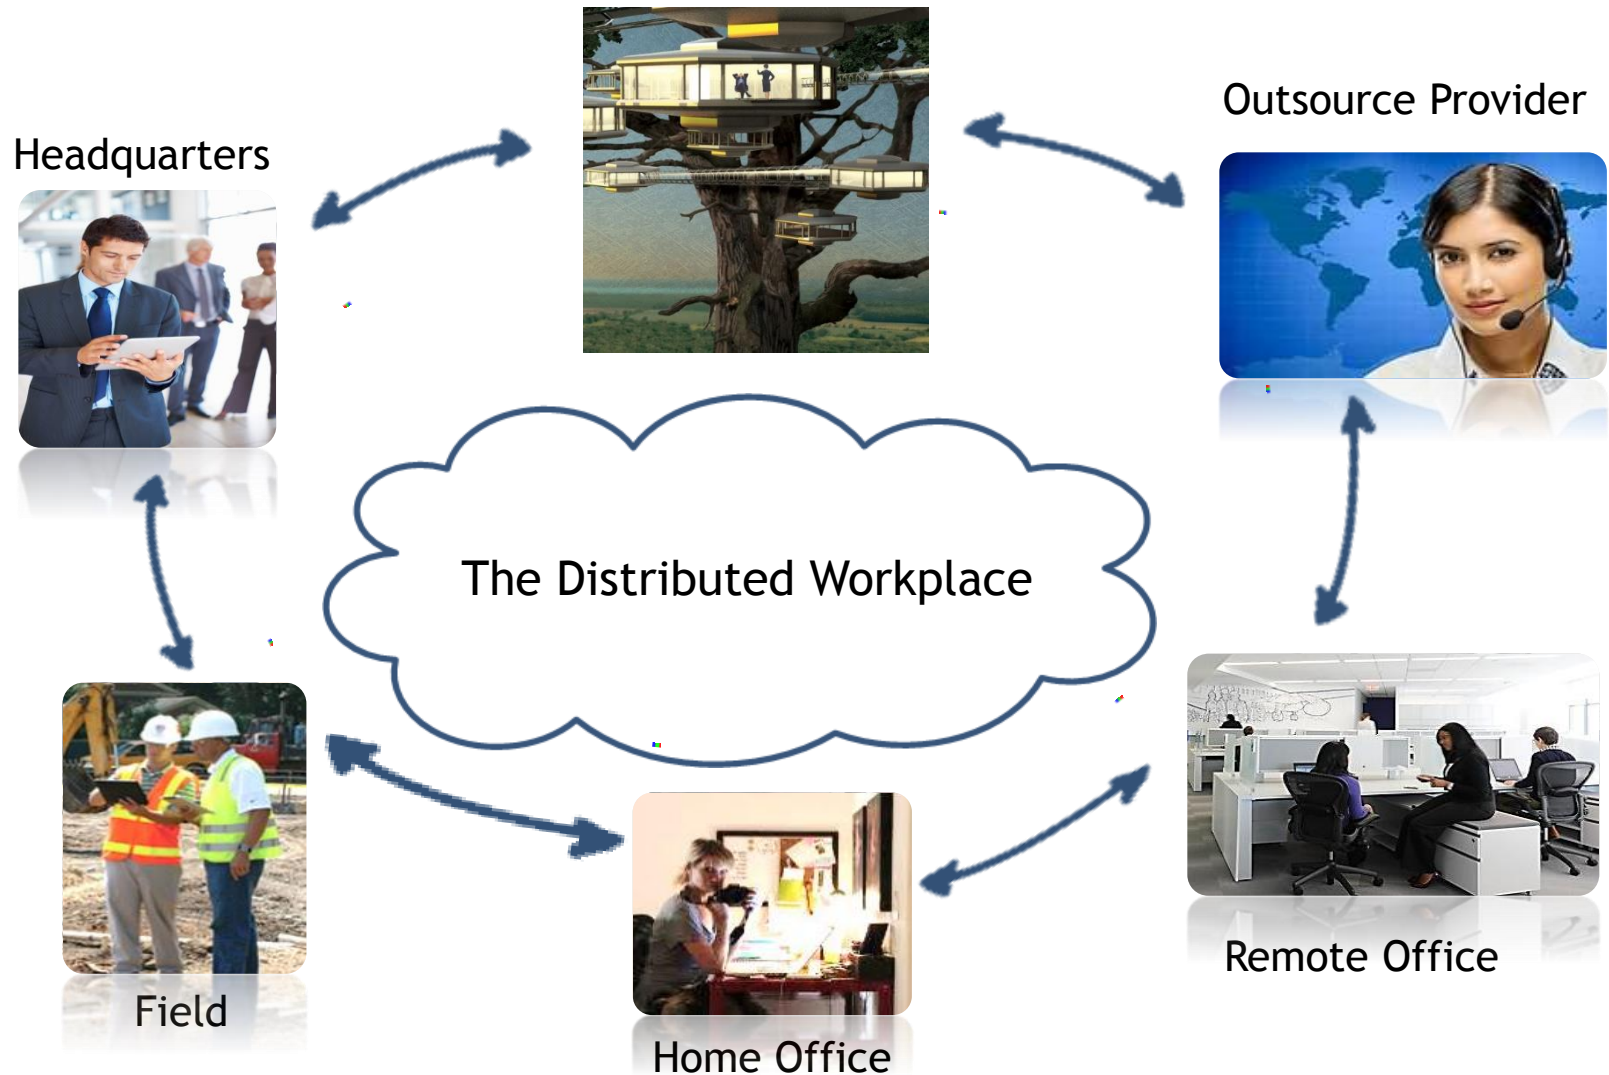 Outsource Provider
Headquarters
The Distributed Workplace
Remote Office
Field
Home Office